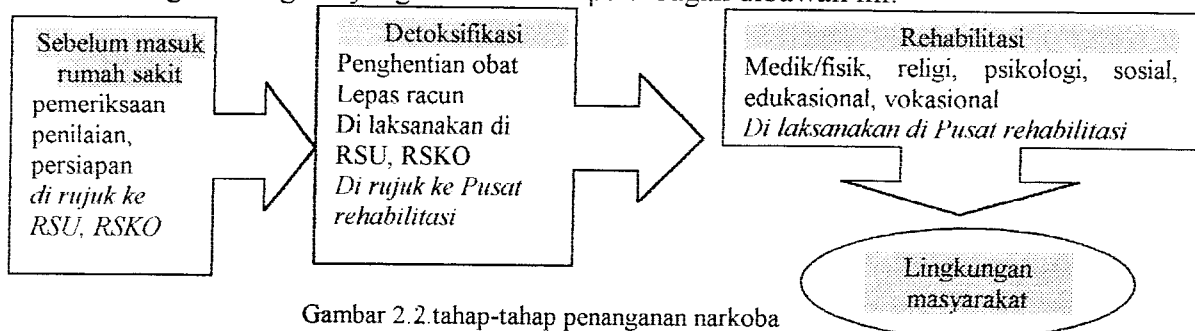 Sebelum masuk
rumah sakit
pemeriksaan
penilaian,
persiapan
di rujuk ke
RSU, RSKO
Detoksifikasi
Penghentian obat
Lepas racun
Di laksanakan di
RSU, RSKO
Di rujuk ke Pusat
rehabilitasi
Rehabilitasi
Medik/fisik, religi, psikologi, sosial,
edukasional, vokasional
Di laksanakan di Pusat rehabilitasi
Lingkungan
masyarakat
Gambar 2.2.tahap-tahap penanganan narkoba